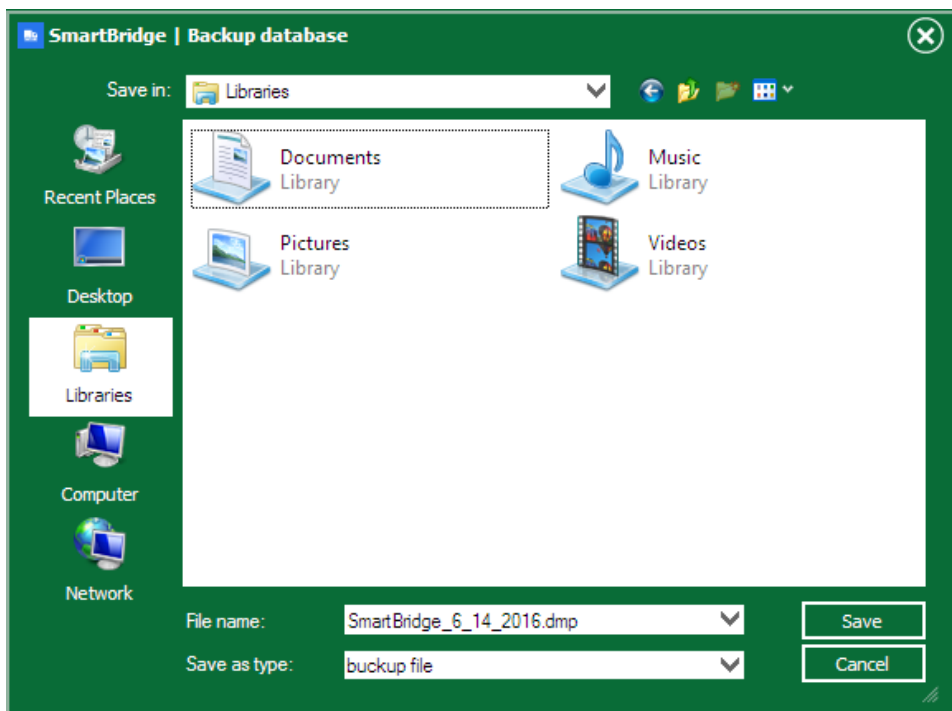 SmartBridge | Backup database
Save in:
Libraries
Recent Places
Desktop
Libraries
Computer
Network
Documents
Library
Music
Library
Pictures
Library
Videos
Library
File name:
SmartBridge_6_14_2016.dmp
Save
Save as type:
buckup file
Cancel